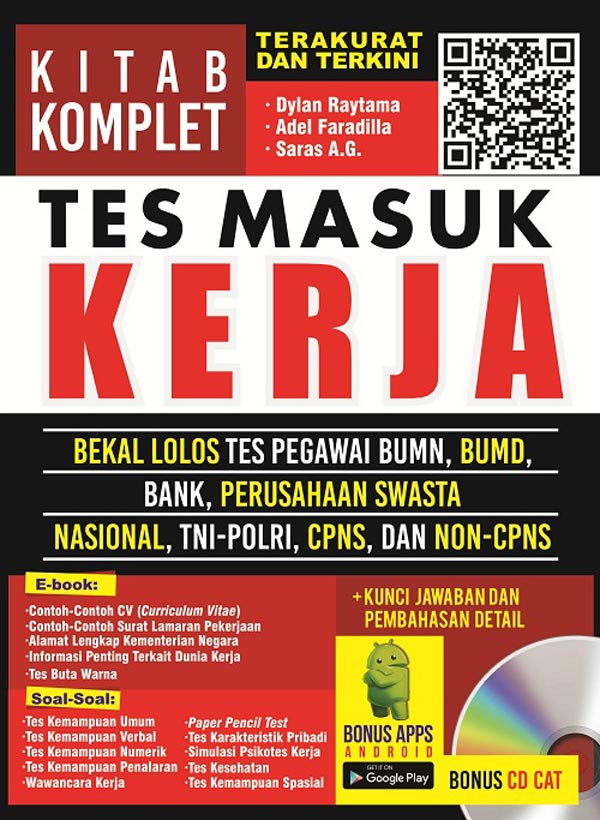 KITAB
KOMPLET
TERAKURAT
DAN TERKINI
· Dylan Raytama
· Adel Faradilla
· Saras A.G.
TES MASUK
KERJA
BEKAL LOLOS TES PEGAWAI BUMN, BUMD,
BANK, PERUSAHAAN SWASTA
NASIONAL, TNI-POLRI, CPNS, DAN NON-CPNS
E-book:
·Contoh-Contoh CV (Curriculum Vitae)
·Contoh-Contoh Surat Lamaran Pekerjaan
·Alamat Lengkap Kementerian Negara
·Informasi Penting Terkait Dunia Kerja
·Tes Buta Warna
Soal-Soal:
·Tes Kemampuan Umum
·Tes Kemampuan Verbal
·Tes Kemampuan Numerik
·Tes Kemampuan Penalaran
·Wawancara Kerja
·Paper Pencil Test
·Tes Karakteristik Pribadi
·Simulasi Psikotes Kerja
·Tes Kesehatan
·Tes Kemampuan Spasial
+KUNCI JAWABAN DAN
PEMBAHASAN DETAIL
BONUS APPS
ANDROID
GET IT ON
Google Play
BONUS CD CAT